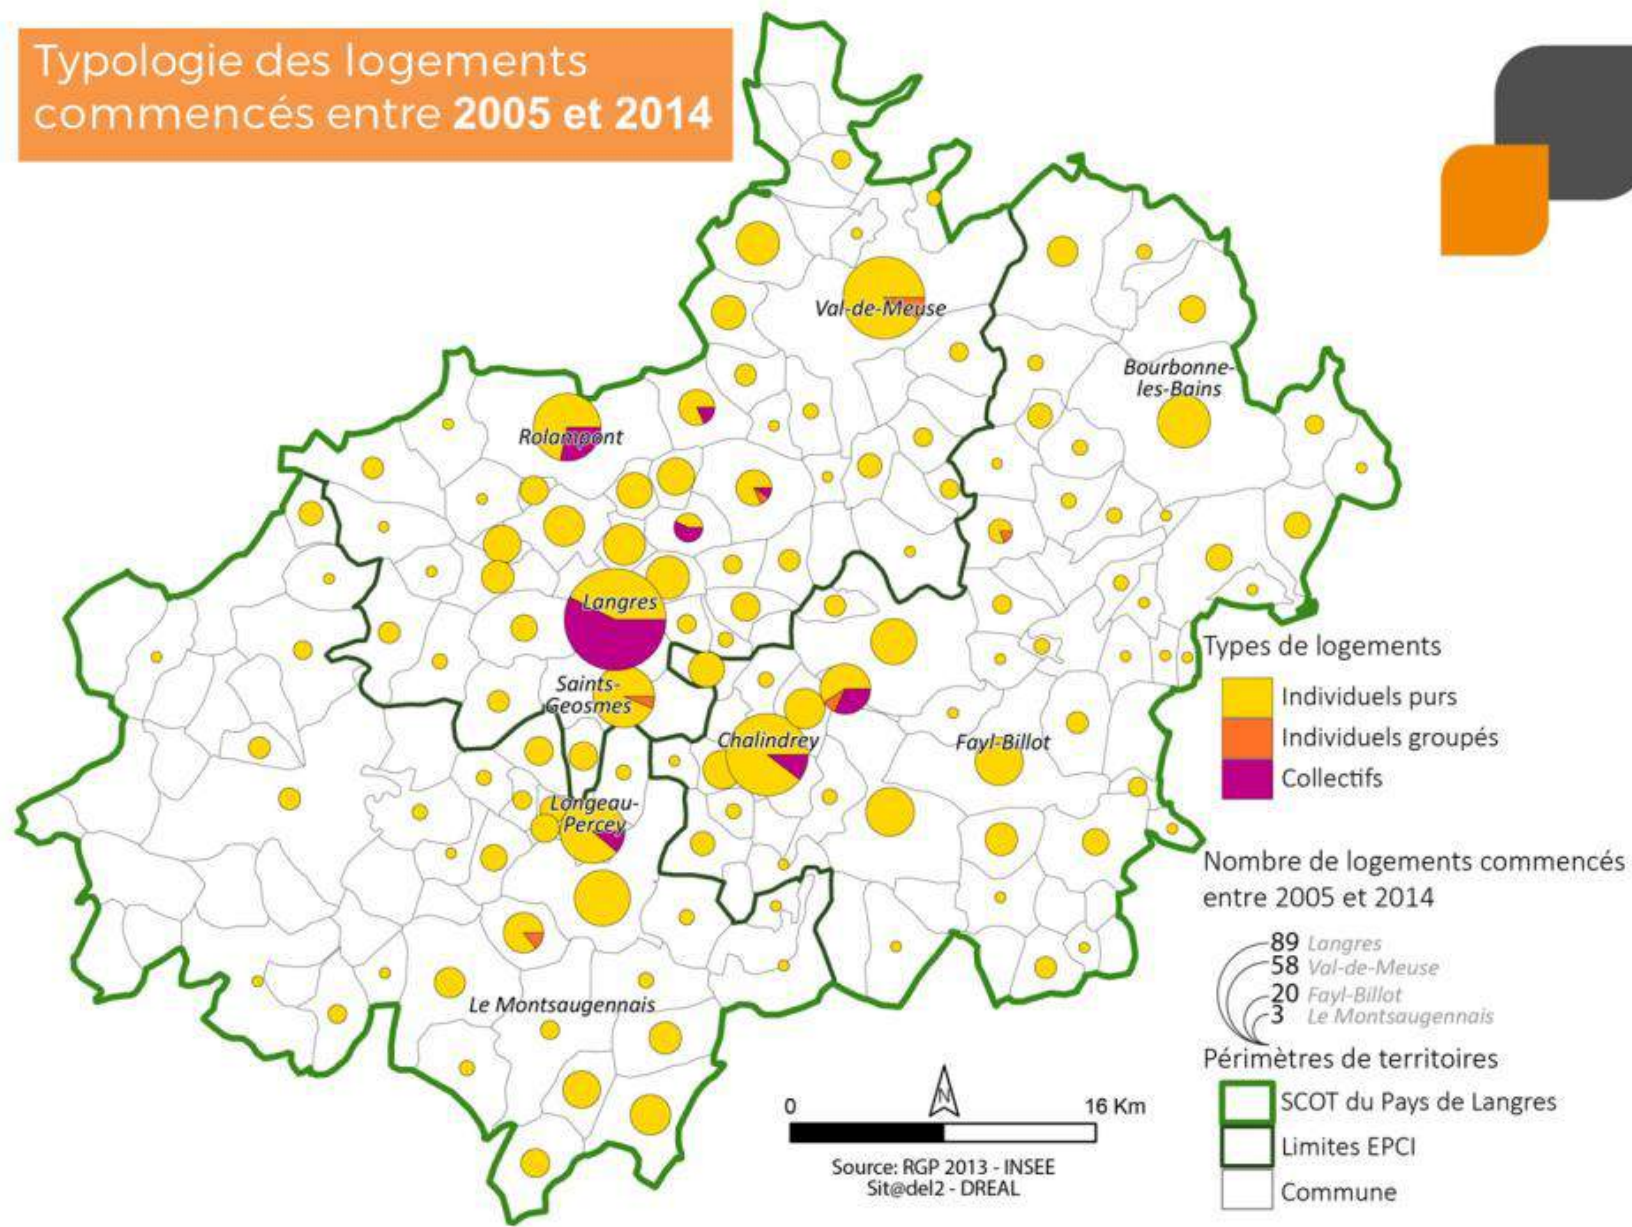 Typologie des logements
commencés entre 2005 et 2014
Val-de-Meuse
Bourbonne-
les-Bains
Rolampont
Langres
Saints-
Geosmes
Chalindrey
Fayl-Billot
Longeau-
Percey
Le Montsaugennais
Types de logements
Individuels purs
Individuels groupés
Collectifs
Nombre de logements commencés
entre 2005 et 2014
89 Langres
58 Val-de-Meuse
20 Fayl-Billot
3 Le Montsaugennais
Périmètres de territoires
SCOT du Pays de Langres
Limites EPCI
Commune
N
0 16 Km
Source: RGP 2013 - INSEE
Sit@del2 - DREAL